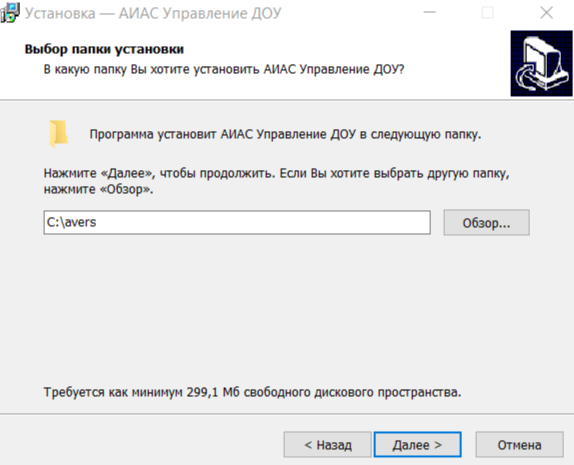 Установка — АИАС Управление ДОУ
Выбор папки установки
В какую папку Вы хотите установить АИАС Управление ДОУ?
Программа установит АИАС Управление ДОУ в следующую папку.
Нажмите «Далее», чтобы продолжить. Если Вы хотите выбрать другую папку,
нажмите «Обзор».
C:\avers
Обзор...
Требуется как минимум 299,1 Мб свободного дискового пространства.
< Назад
Далее >
Отмена